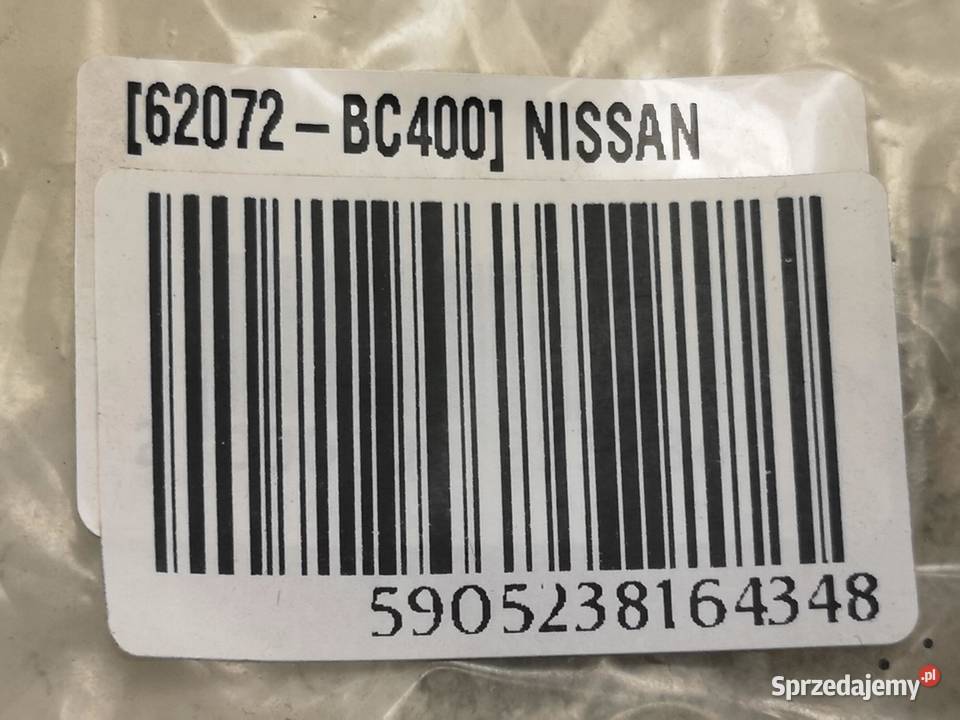 [62072-BC400] NISSAN
5905238164348
Sprzedajemy.pl